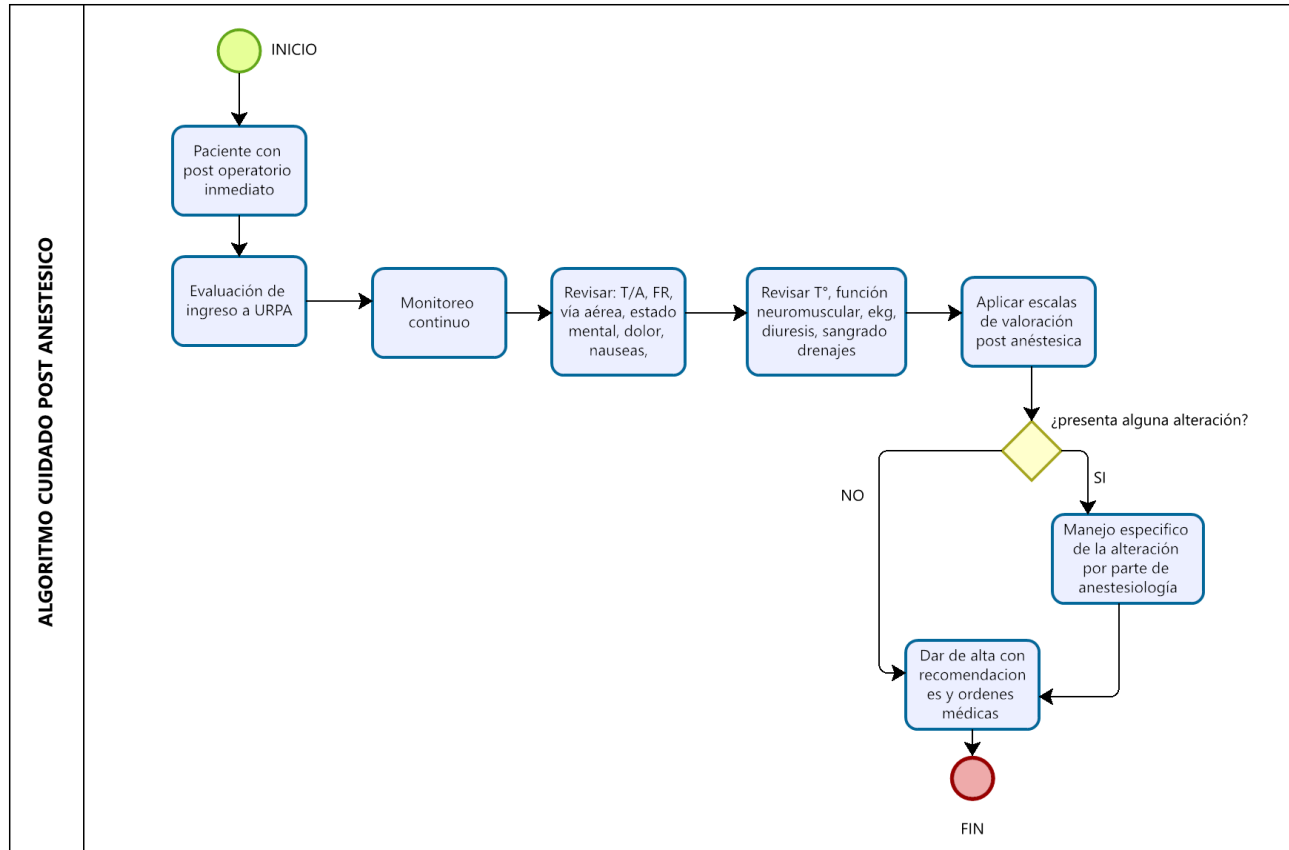 ALGORITMO CUIDADO POST ANESTESICO
INICIO
Paciente con
post operatorio
inmediato
Evaluación de
ingreso a URPA
Monitoreo
continuo
Revisar: T/A, FR,
vía aérea, estado
mental, dolor,
nauseas,
Revisar T°, función
neuromuscular, ekg,
diuresis, sangrado
drenajes
Aplicar escalas
de valoración
post anéstesica
¿presenta alguna alteración?
NO
SI
Manejo especifico
de la alteración
por parte de
anestesiología
Dar de alta con
recomendacion
es y ordenes
médicas
FIN